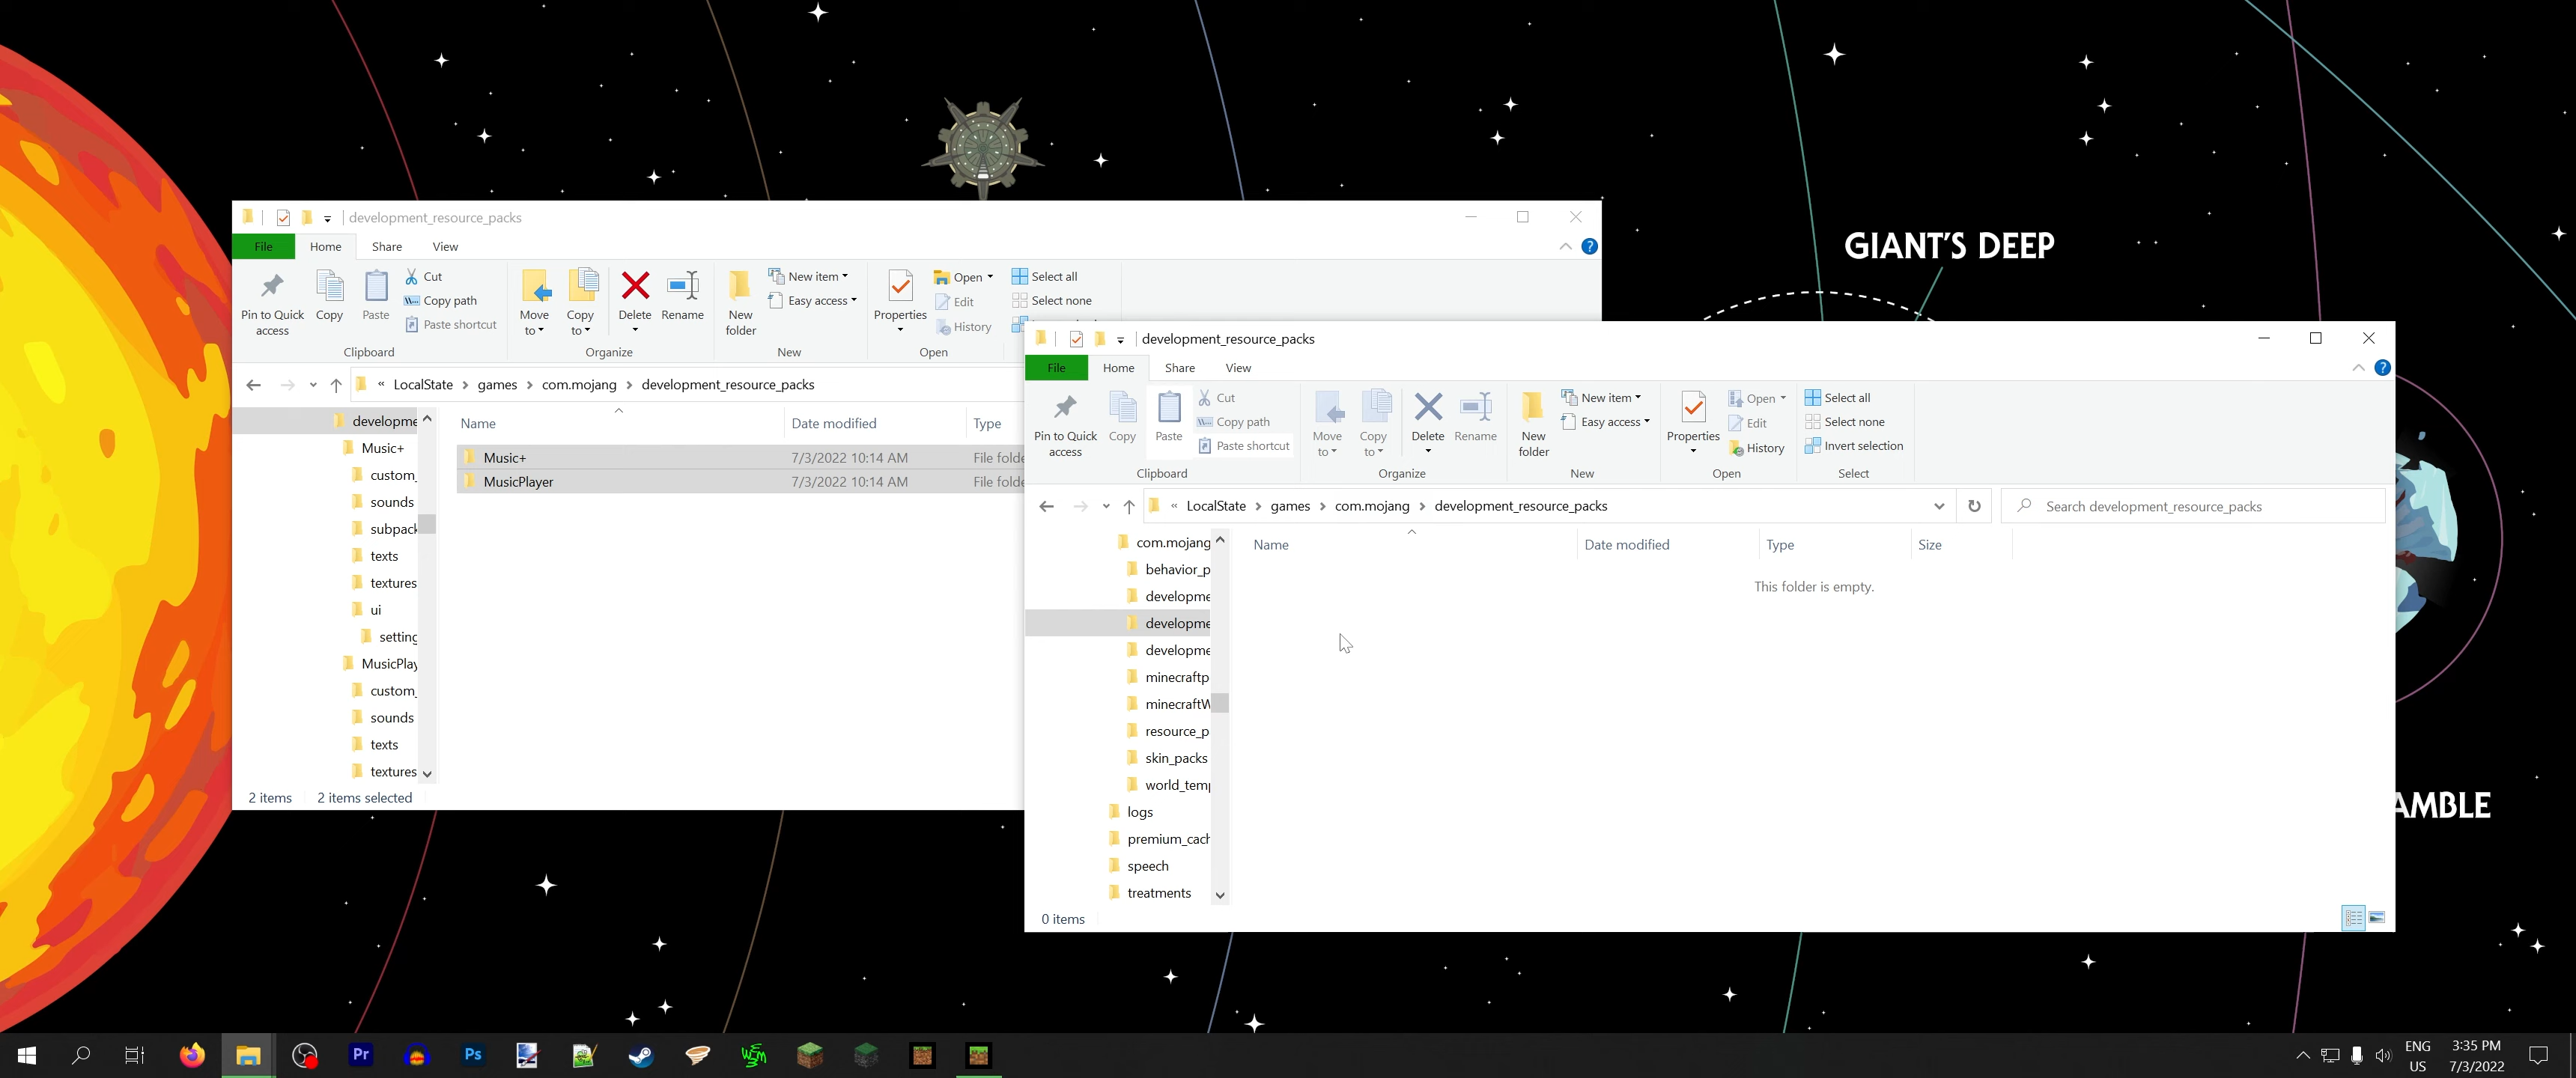 GIANT'S DEEP
AMBLE
development_resource_packs
File Home Share View
Pin to Quick access
Copy
Paste
Cut
Copy path
Paste shortcut
Clipboard
Move to
Copy to
Delete
Rename
Organize
New folder
New item
Easy access
New
Properties
Open
Edit
History
Open
Select all
Select none
« LocalState > games > com.mojang > development_resource_packs
developme
Music+
custom_
sounds
subpack
texts
textures
ui
setting
MusicPlay
custom_
sounds
texts
textures
Name Date modified Type
Music+ 7/3/2022 10:14 AM File folde
MusicPlayer 7/3/2022 10:14 AM File folde
2 items 2 items selected
development_resource_packs
File Home Share View
Pin to Quick access
Copy
Paste
Cut
Copy path
Paste shortcut
Clipboard
Move to
Copy to
Delete
Rename
Organize
New folder
New item
Easy access
New
Properties
Open
Edit
History
Open
Select all
Select none
Invert selection
Select
« LocalState > games > com.mojang > development_resource_packs
Search development_resource_packs
com.mojang
behavior_p
developme
developme
developme
minecraftp
minecraftW
resource_p
skin_packs
world_temp
logs
premium_cach
speech
treatments
Name Date modified Type Size
This folder is empty.
0 items
Pr
Ps
ENG
US
3:35 PM
7/3/2022